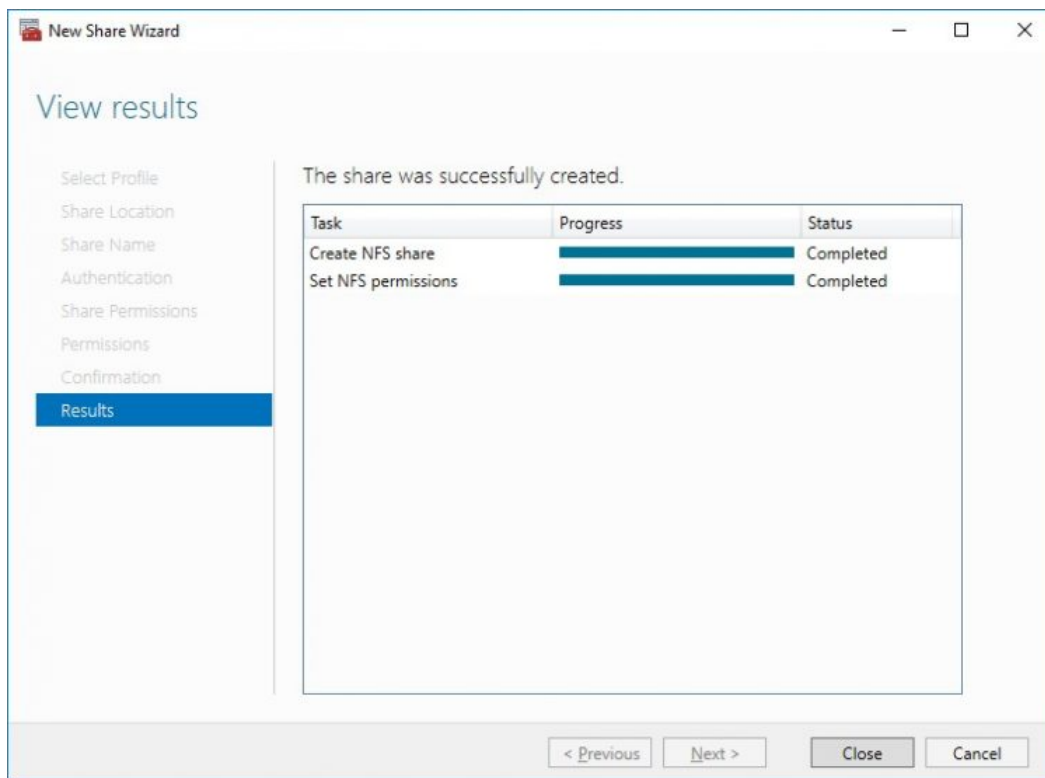 New Share Wizard
View results
Select Profile
Share Location
Share Name
Authentication
Share Permissions
Permissions
Confirmation
Results
The share was successfully created.
Task Progress Status
Create NFS share Completed
Set NFS permissions Completed
< Previous Next > Close Cancel